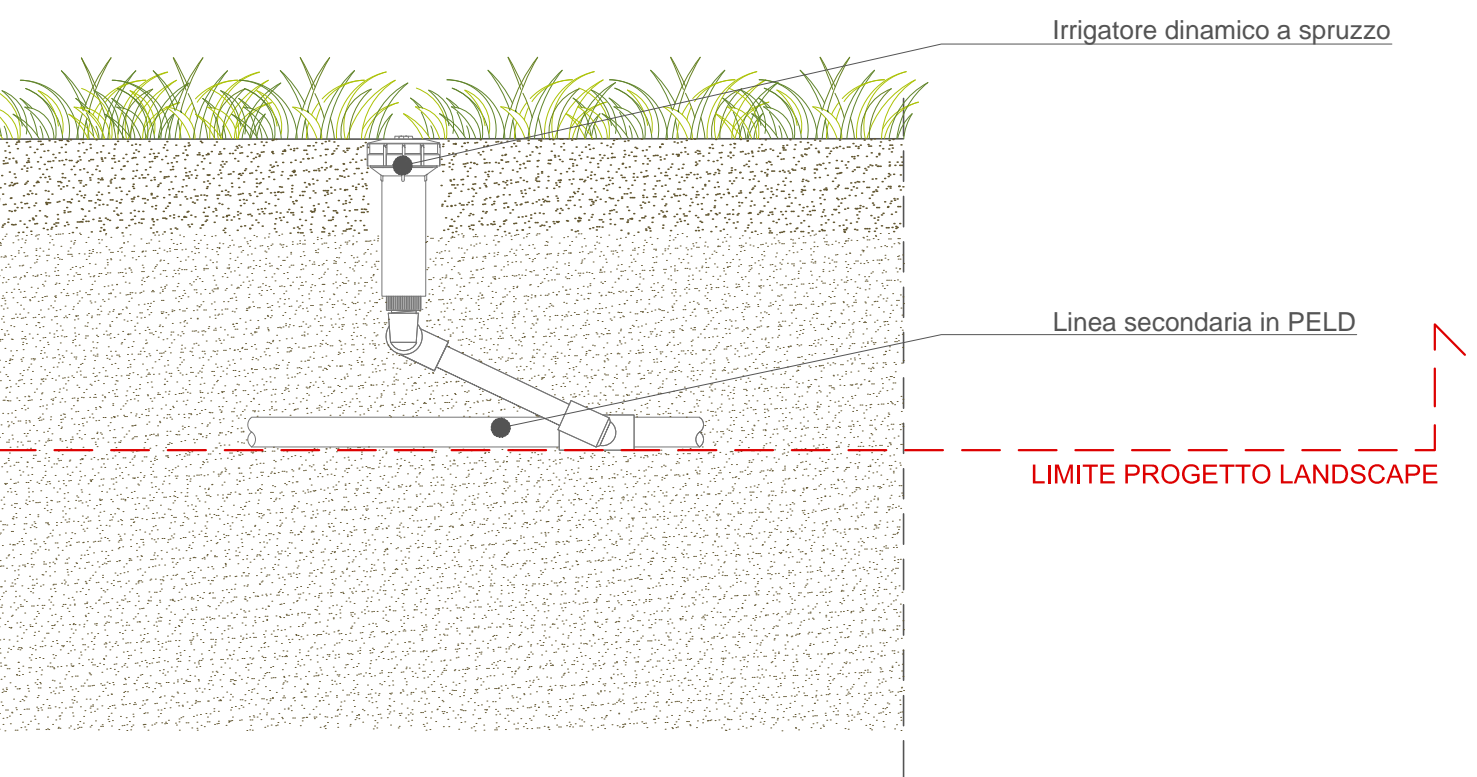 Irrigatore dinamico a spruzzo
Linea secondaria in PELD
LIMITE PROGETTO LANDSCAPE